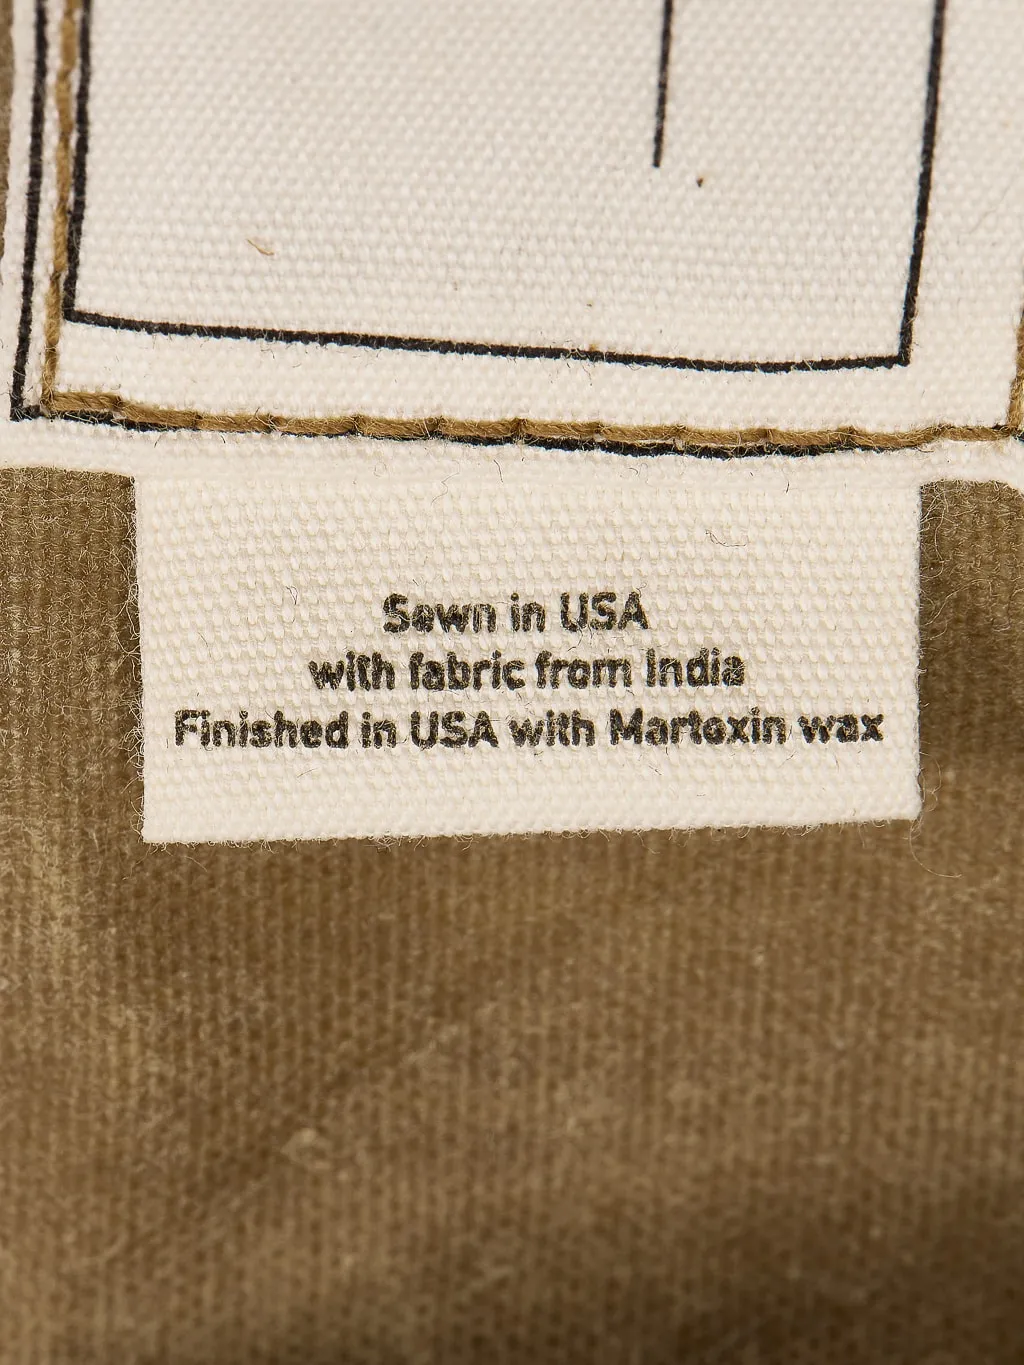 Sewn in USA
with fabric from India
Finished in USA with Martexin wax